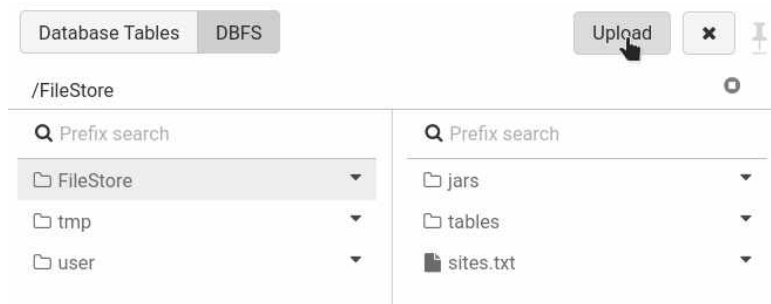 Database Tables DBFS Upload
/FileStore
Prefix search Prefix search
FileStore jars
tmp tables
user sites.txt